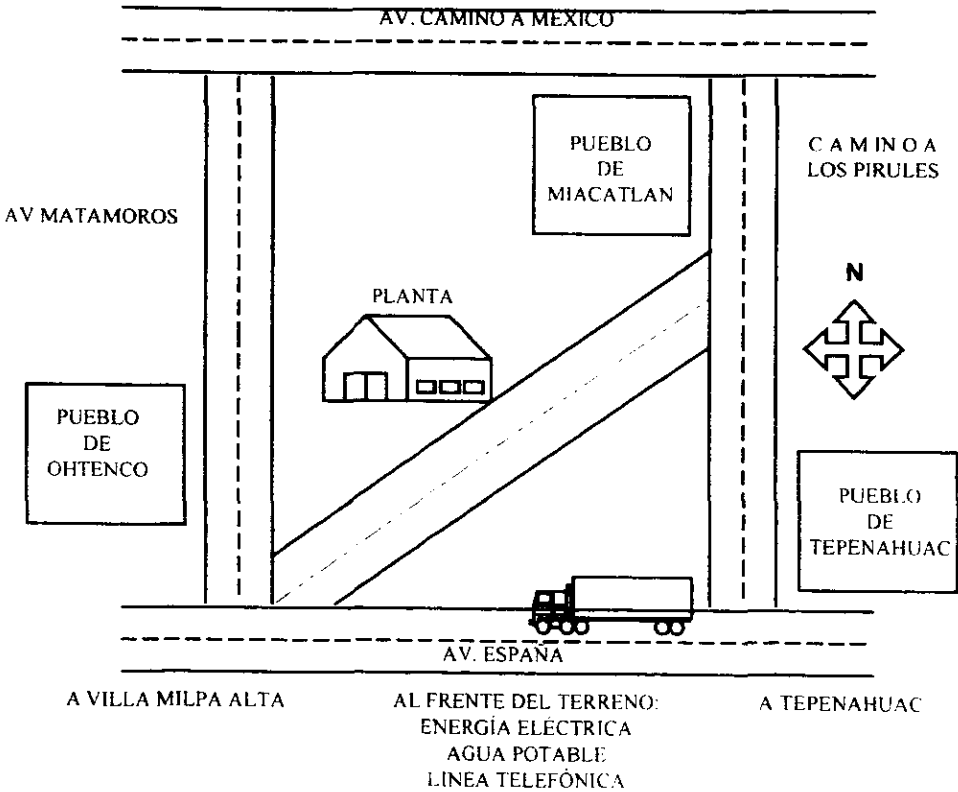 AV. CAMINO A MEXICO
PUEBLO
DE
MIACATLAN
C A M IN O A
LOS PIRULES
AV MATAMOROS
N
PLANTA
PUEBLO
DE
OHTENCO
PUEBLO
DE
TEPENAHUAC
AV. ESPAÑA
A VILLA MILPA ALTA
AL FRENTE DEL TERRENO:
ENERGÍA ELÉCTRICA
AGUA POTABLE
LINEA TELEFÓNICA
A TEPENAHUAC